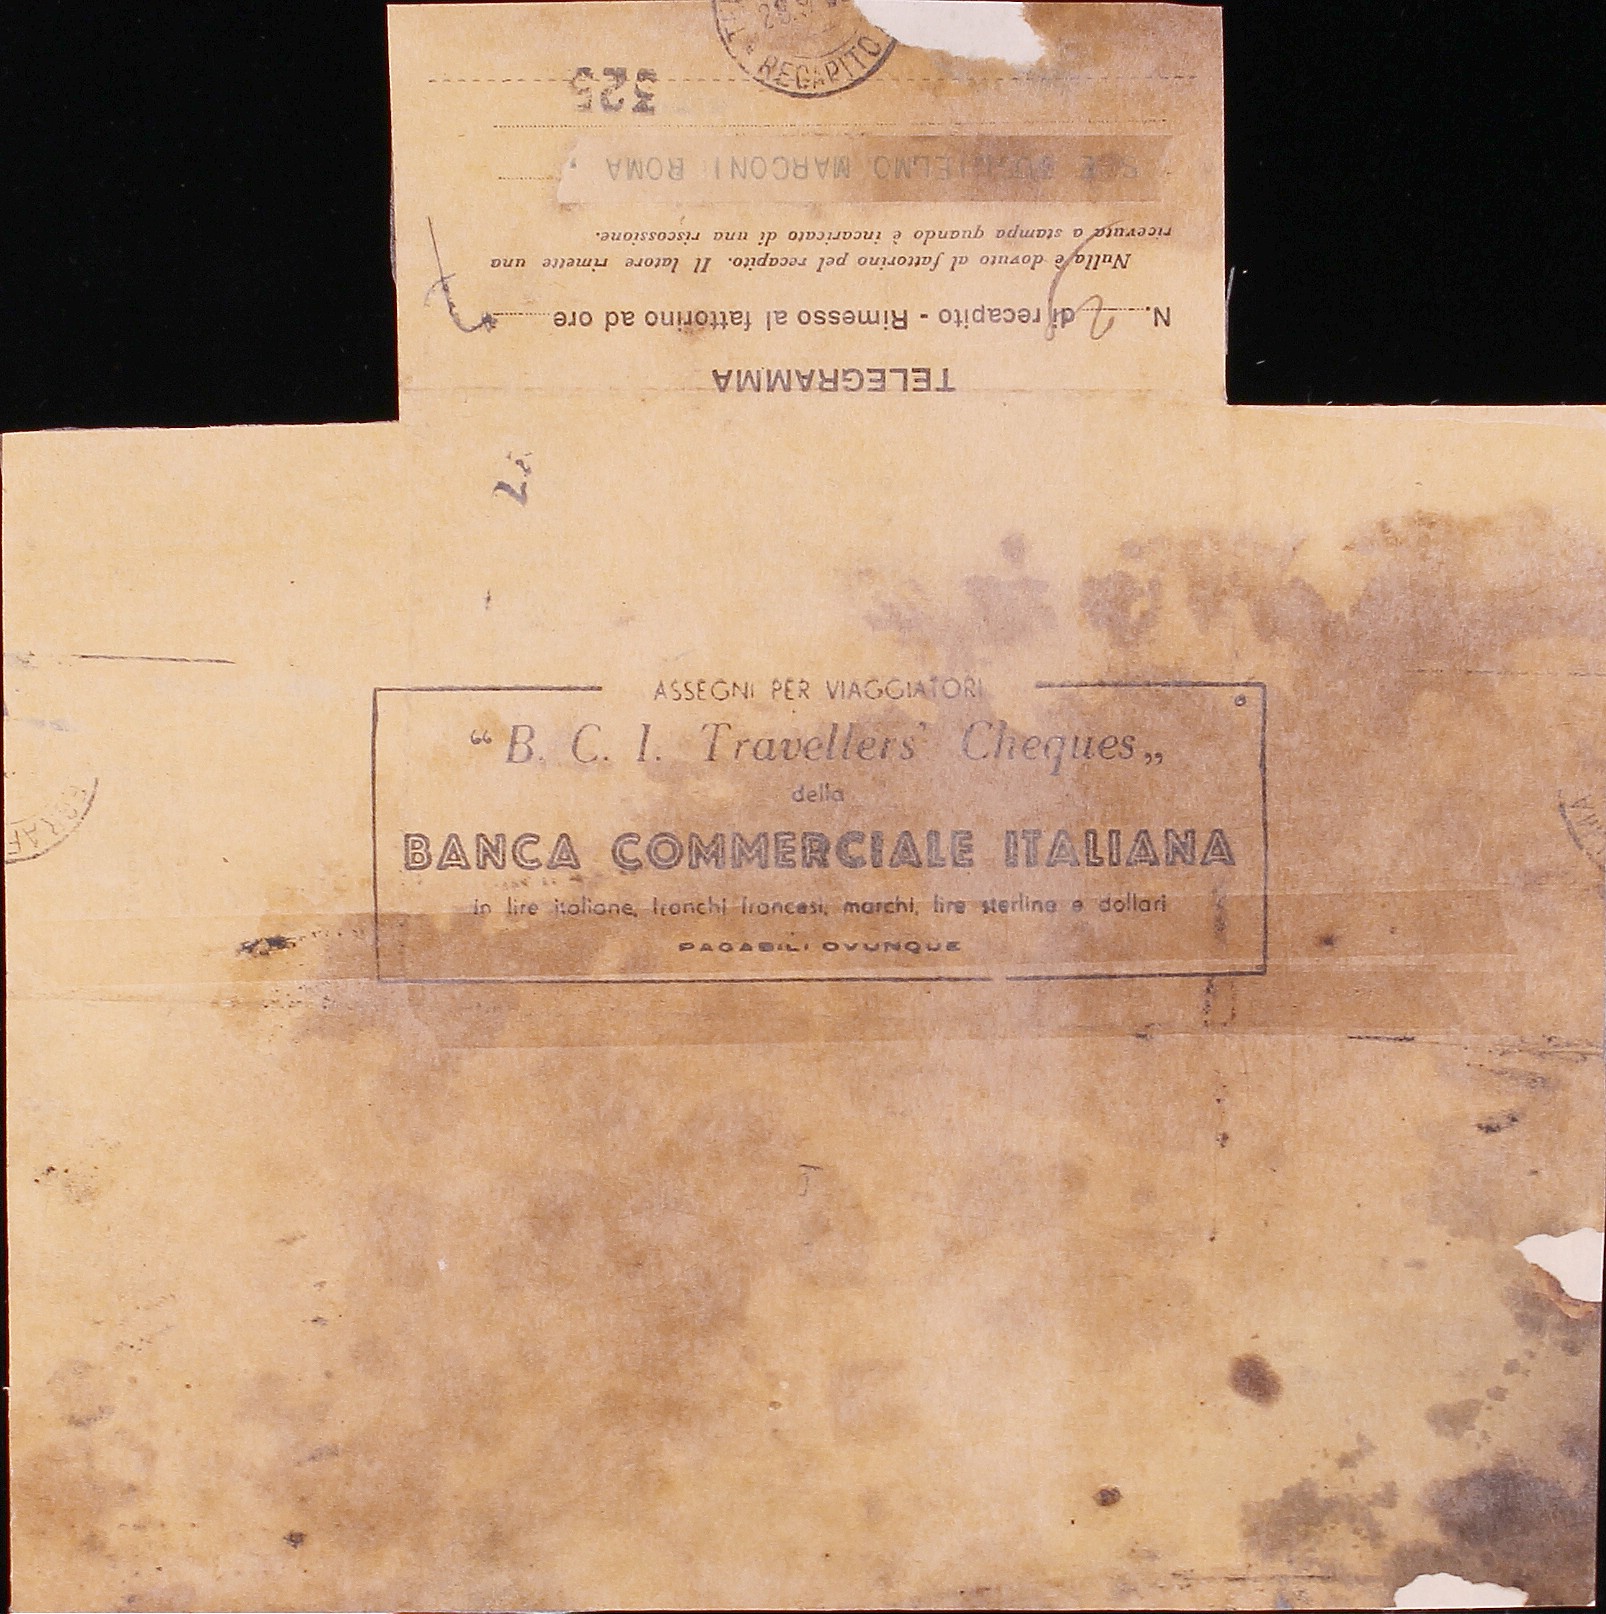 TELEGRAMMA
N. di recapito - Rimesso al fattorino ad ore
Nulla è dovuto al fattorino pel recapito. Il latore rimette una
ricevuta a stampa quando è incaricato di una riscossione.
GUGLIELMO MARCONI ROMA
325
RECAPITO
ASSEGNI PER VIAGGIATORI
“B. C. I. Travellers' Cheques„
della
BANCA COMMERCIALE ITALIANA
in lire italiane, franchi francesi, marchi, lire sterline e dollari
PAGABILI OVUNQUE